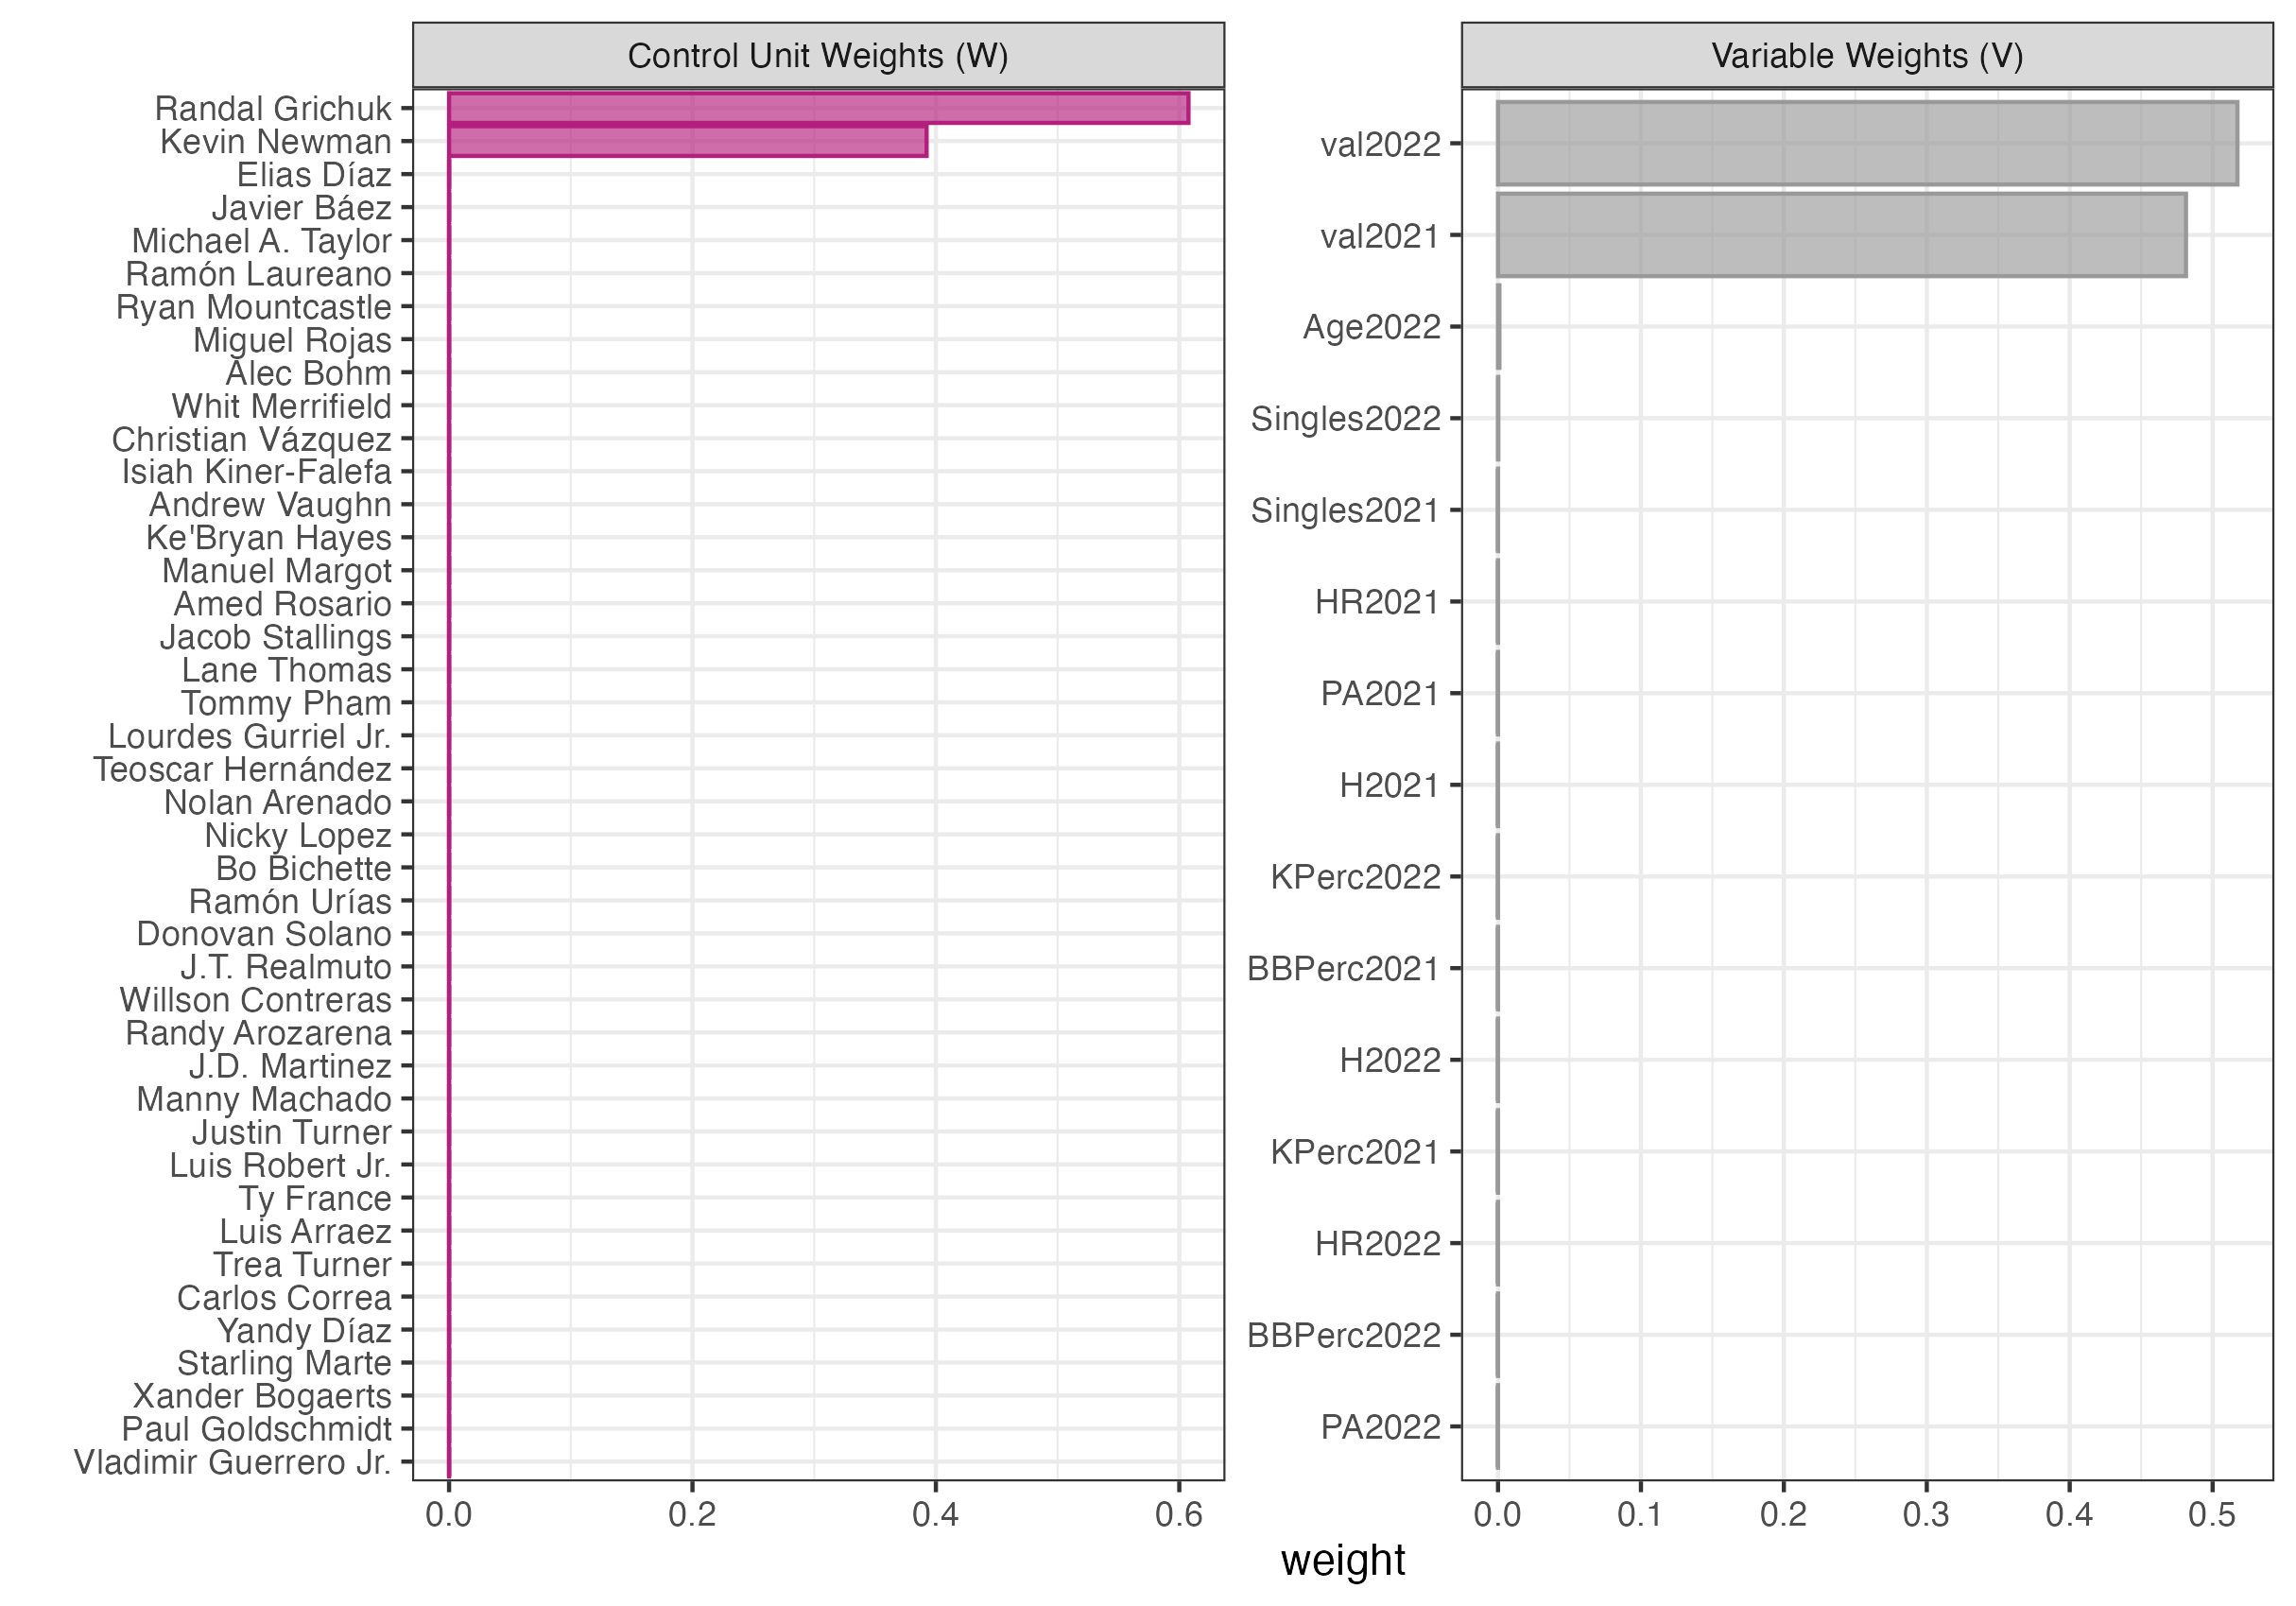 Control Unit Weights (W)
Randal Grichuk
Kevin Newman
Elias Díaz
Javier Báez
Michael A. Taylor
Ramón Laureano
Ryan Mountcastle
Miguel Rojas
Alec Bohm
Whit Merrifield
Christian Vázquez
Isiah Kiner-Falefa
Andrew Vaughn
Ke'Bryan Hayes
Manuel Margot
Amed Rosario
Jacob Stallings
Lane Thomas
Tommy Pham
Lourdes Gurriel Jr.
Teoscar Hernández
Nolan Arenado
Nicky Lopez
Bo Bichette
Ramón Urías
Donovan Solano
J.T. Realmuto
Willson Contreras
Randy Arozarena
J.D. Martinez
Manny Machado
Justin Turner
Luis Robert Jr.
Ty France
Luis Arraez
Trea Turner
Carlos Correa
Yandy Díaz
Starling Marte
Xander Bogaerts
Paul Goldschmidt
Vladimir Guerrero Jr.
0.0 0.2 0.4 0.6
Variable Weights (V)
val2022
val2021
Age2022
Singles2022
Singles2021
HR2021
PA2021
H2021
KPerc2022
BBPerc2021
H2022
KPerc2021
HR2022
BBPerc2022
PA2022
0.0 0.1 0.2 0.3 0.4 0.5
weight